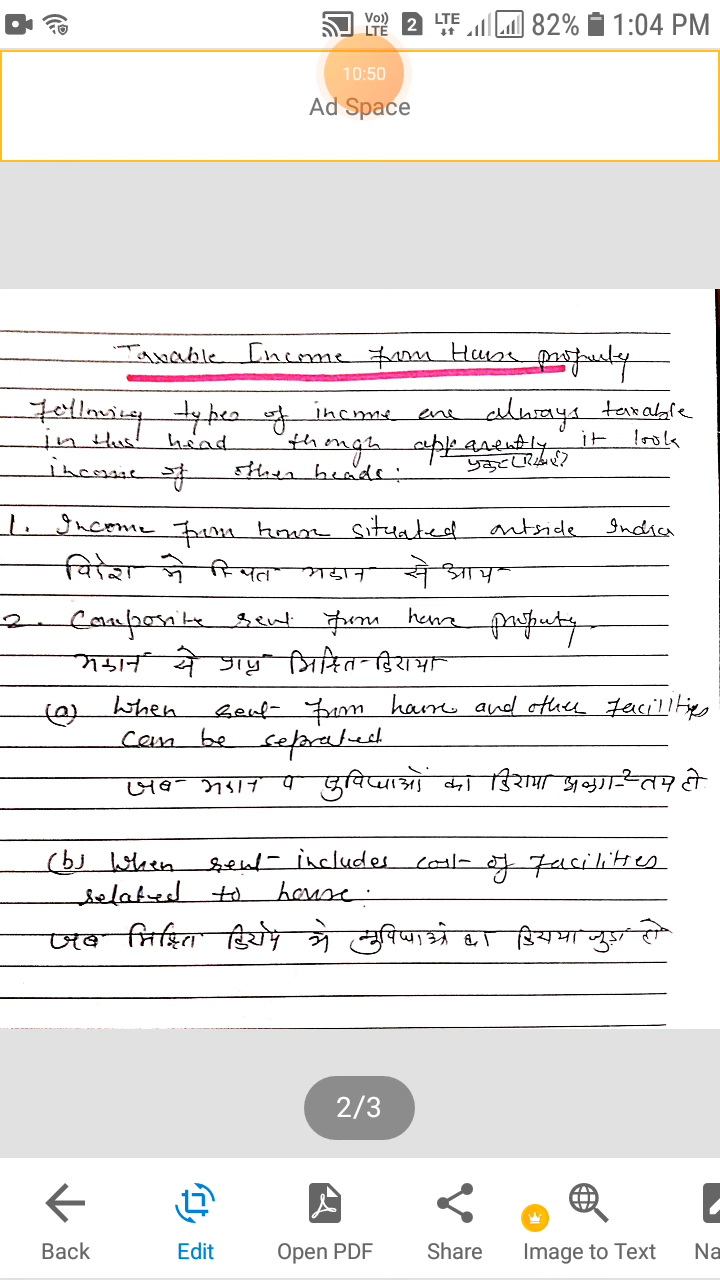 Vo))
LTE
2
LTE
82%
1:04 PM
10:50
Ad Space
Taxable Income from House property
Following types of income are always taxable
in this head though apparently it look
income of other heads:
1. Income from house situated outside India
विदेश में स्थित मकान से आय
2. Composite rent from house property.
मकान से प्राप्त मिश्रित किराया
(a) When rent from house and other facilities
can be seprated
जब मकान व सुविधाओं का किराया अलग-2 तय हो
(b) When rent includes cost of facilities
related to house.
जब मिश्रित किराये में सुविधाओं का किराया जुड़ा हो
2/3
Back
Edit
Open PDF
Share
Image to Text
Na